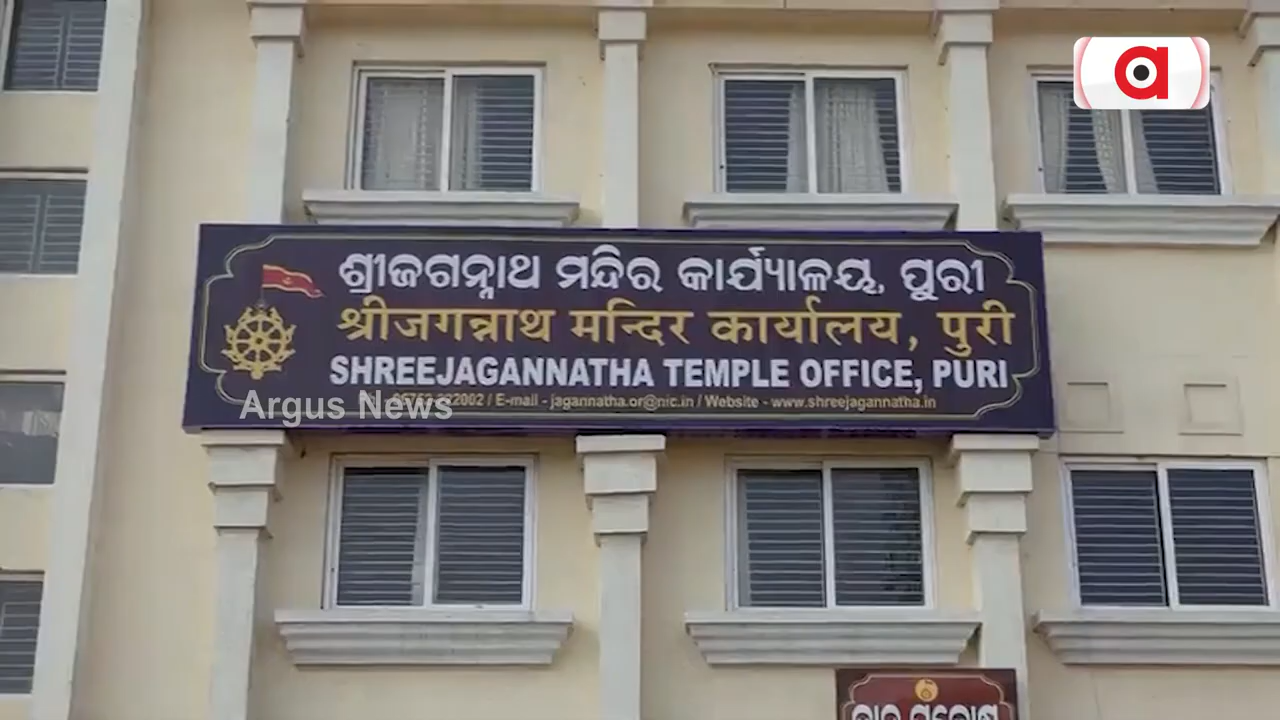 a
ଶ୍ରୀଜଗନ୍ନାଥ ମନ୍ଦିର କାର୍ଯ୍ୟାଳୟ, ପୁରୀ
श्रीजगन्नाथ मन्दिर कार्यालय, पुरी
SHREEJAGANNATHA TEMPLE OFFICE, PURI
/ E-mail - jagannatha.or@nic.in / Website - www.shreejagannatha.in
Argus News